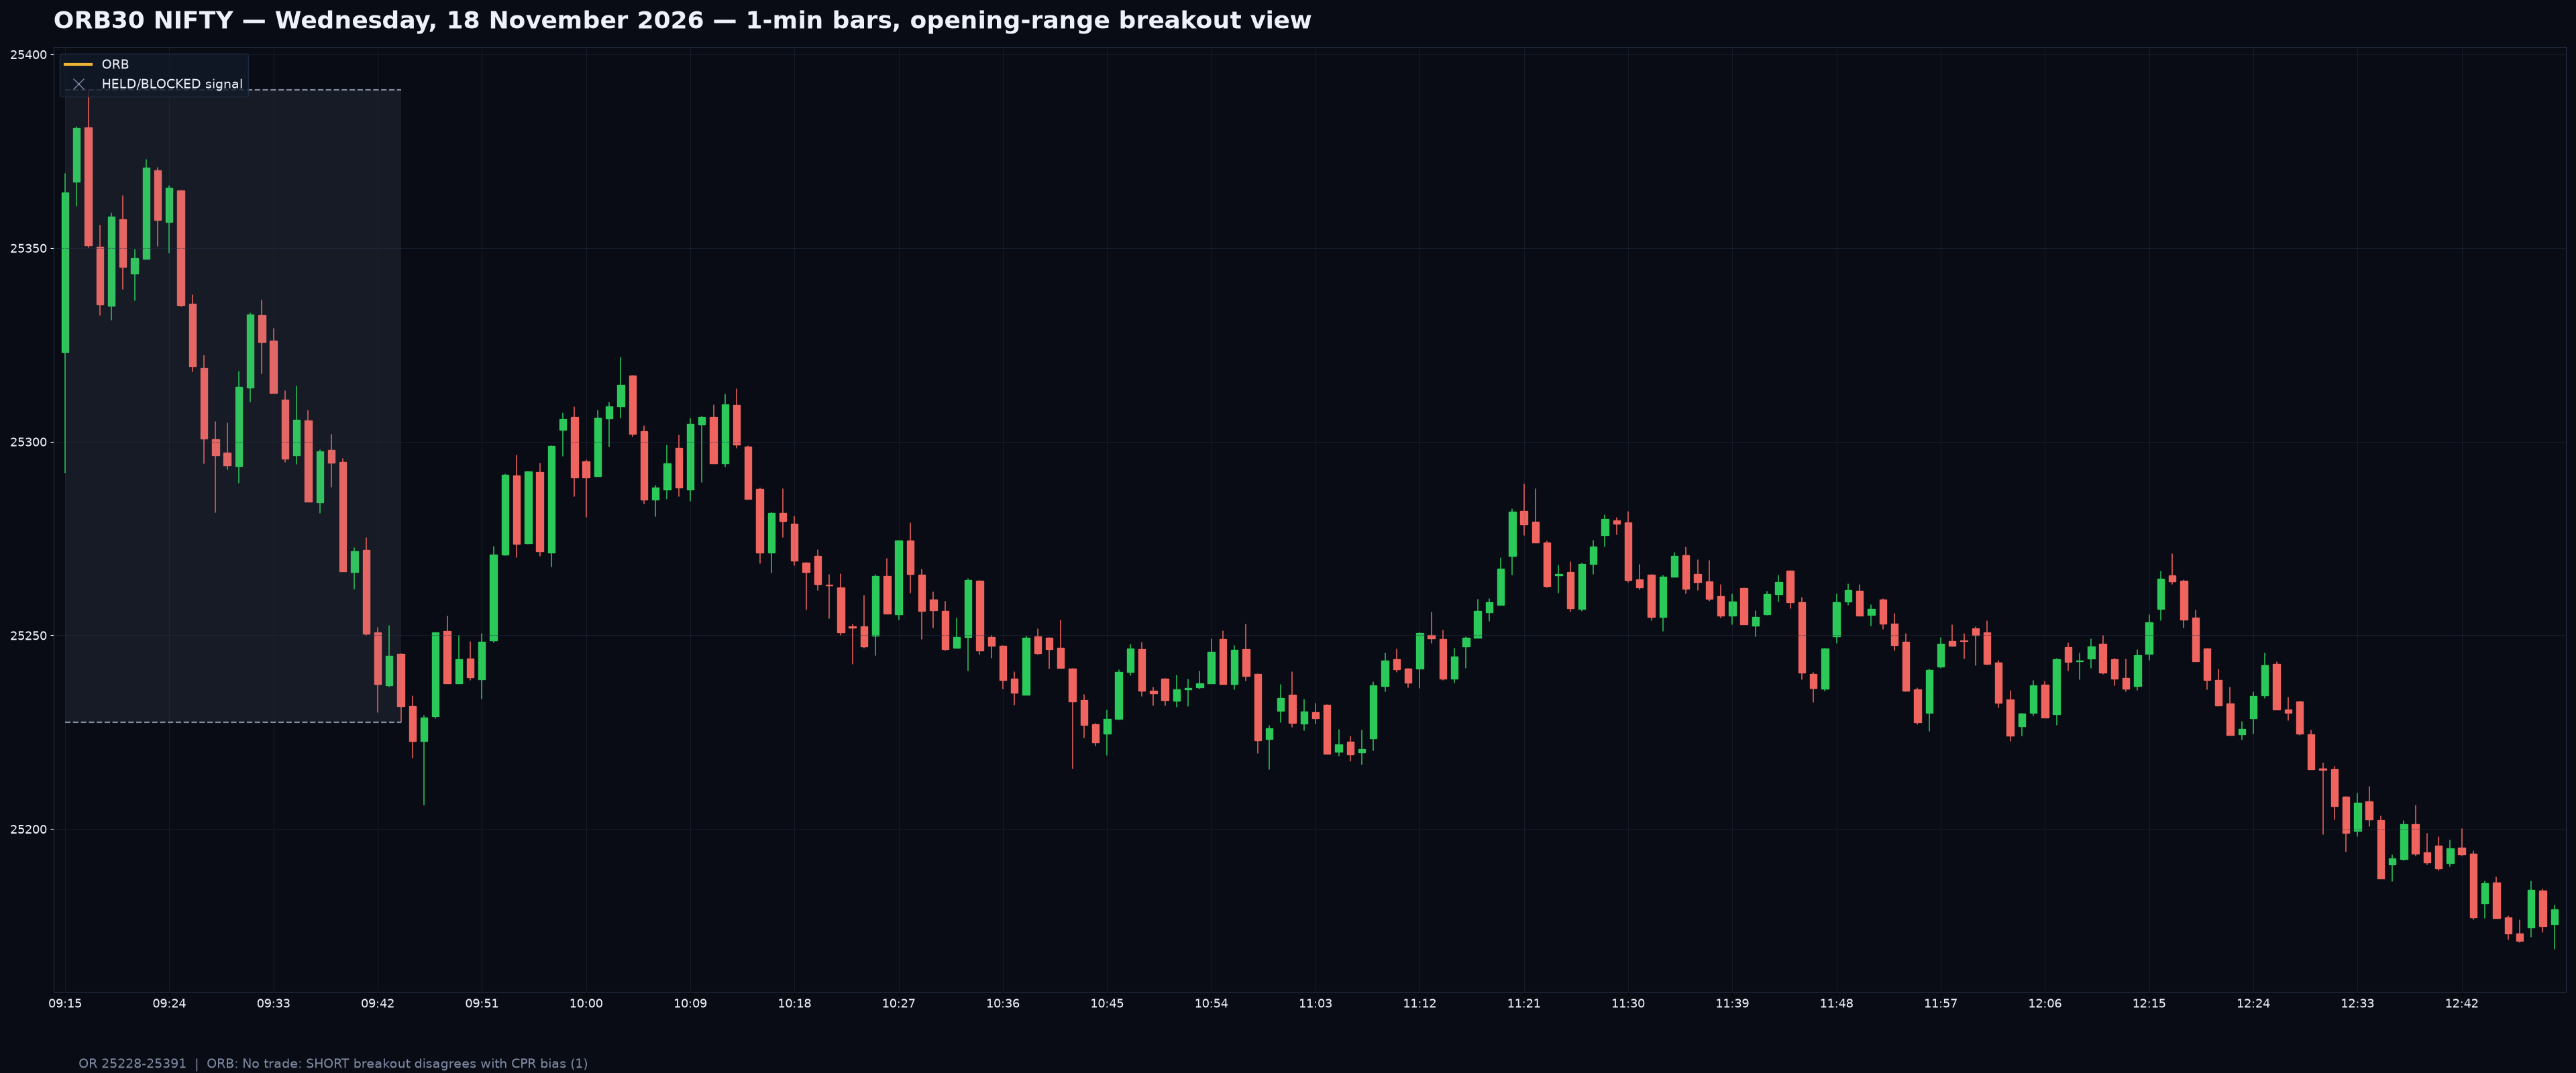 ORB30 NIFTY — Wednesday, 18 November 2026 — 1-min bars, opening-range breakout view
ORB
HELD/BLOCKED signal
25400
25350
25300
25250
25200
09:15 09:24 09:33 09:42 09:51 10:00 10:09 10:18 10:27 10:36 10:45 10:54 11:03 11:12 11:21 11:30 11:39 11:48 11:57 12:06 12:15 12:24 12:33 12:42
OR 25228-25391 | ORB: No trade: SHORT breakout disagrees with CPR bias (1)